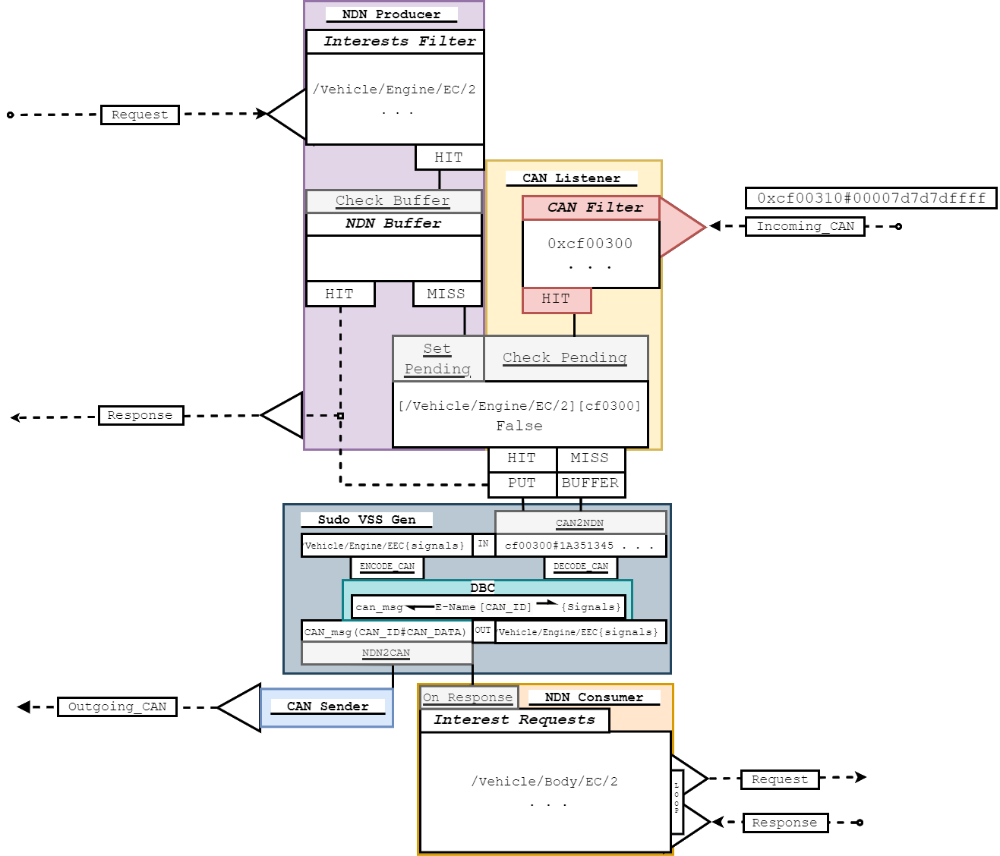 NDN Producer
Interests Filter
/Vehicle/Engine/EC/2
. . .
Request
HIT
CAN Listener
Check Buffer
NDN Buffer
CAN Filter
0xcf00310#00007d7d7dffff
Incoming_CAN
0xcf00300
. . .
HIT
MISS
HIT
Set
Pending
Check Pending
[/Vehicle/Engine/EC/2][cf0300]
False
Response
HIT
MISS
PUT
BUFFER
Sudo VSS Gen
CAN2NDN
/Vehicle/Engine/EEC{signals}
IN
cf00300#1A351345 . . .
ENCODE_CAN
DECODE_CAN
DBC
can_msg
E-Name [CAN_ID]
{Signals}
CAN_msg(CAN_ID#CAN_DATA)
OUT
/Vehicle/Engine/EEC{signals}
NDN2CAN
Outgoing_CAN
CAN Sender
On Response
NDN Consumer
Interest Requests
/Vehicle/Body/EC/2
. . .
LOOP
Request
Response